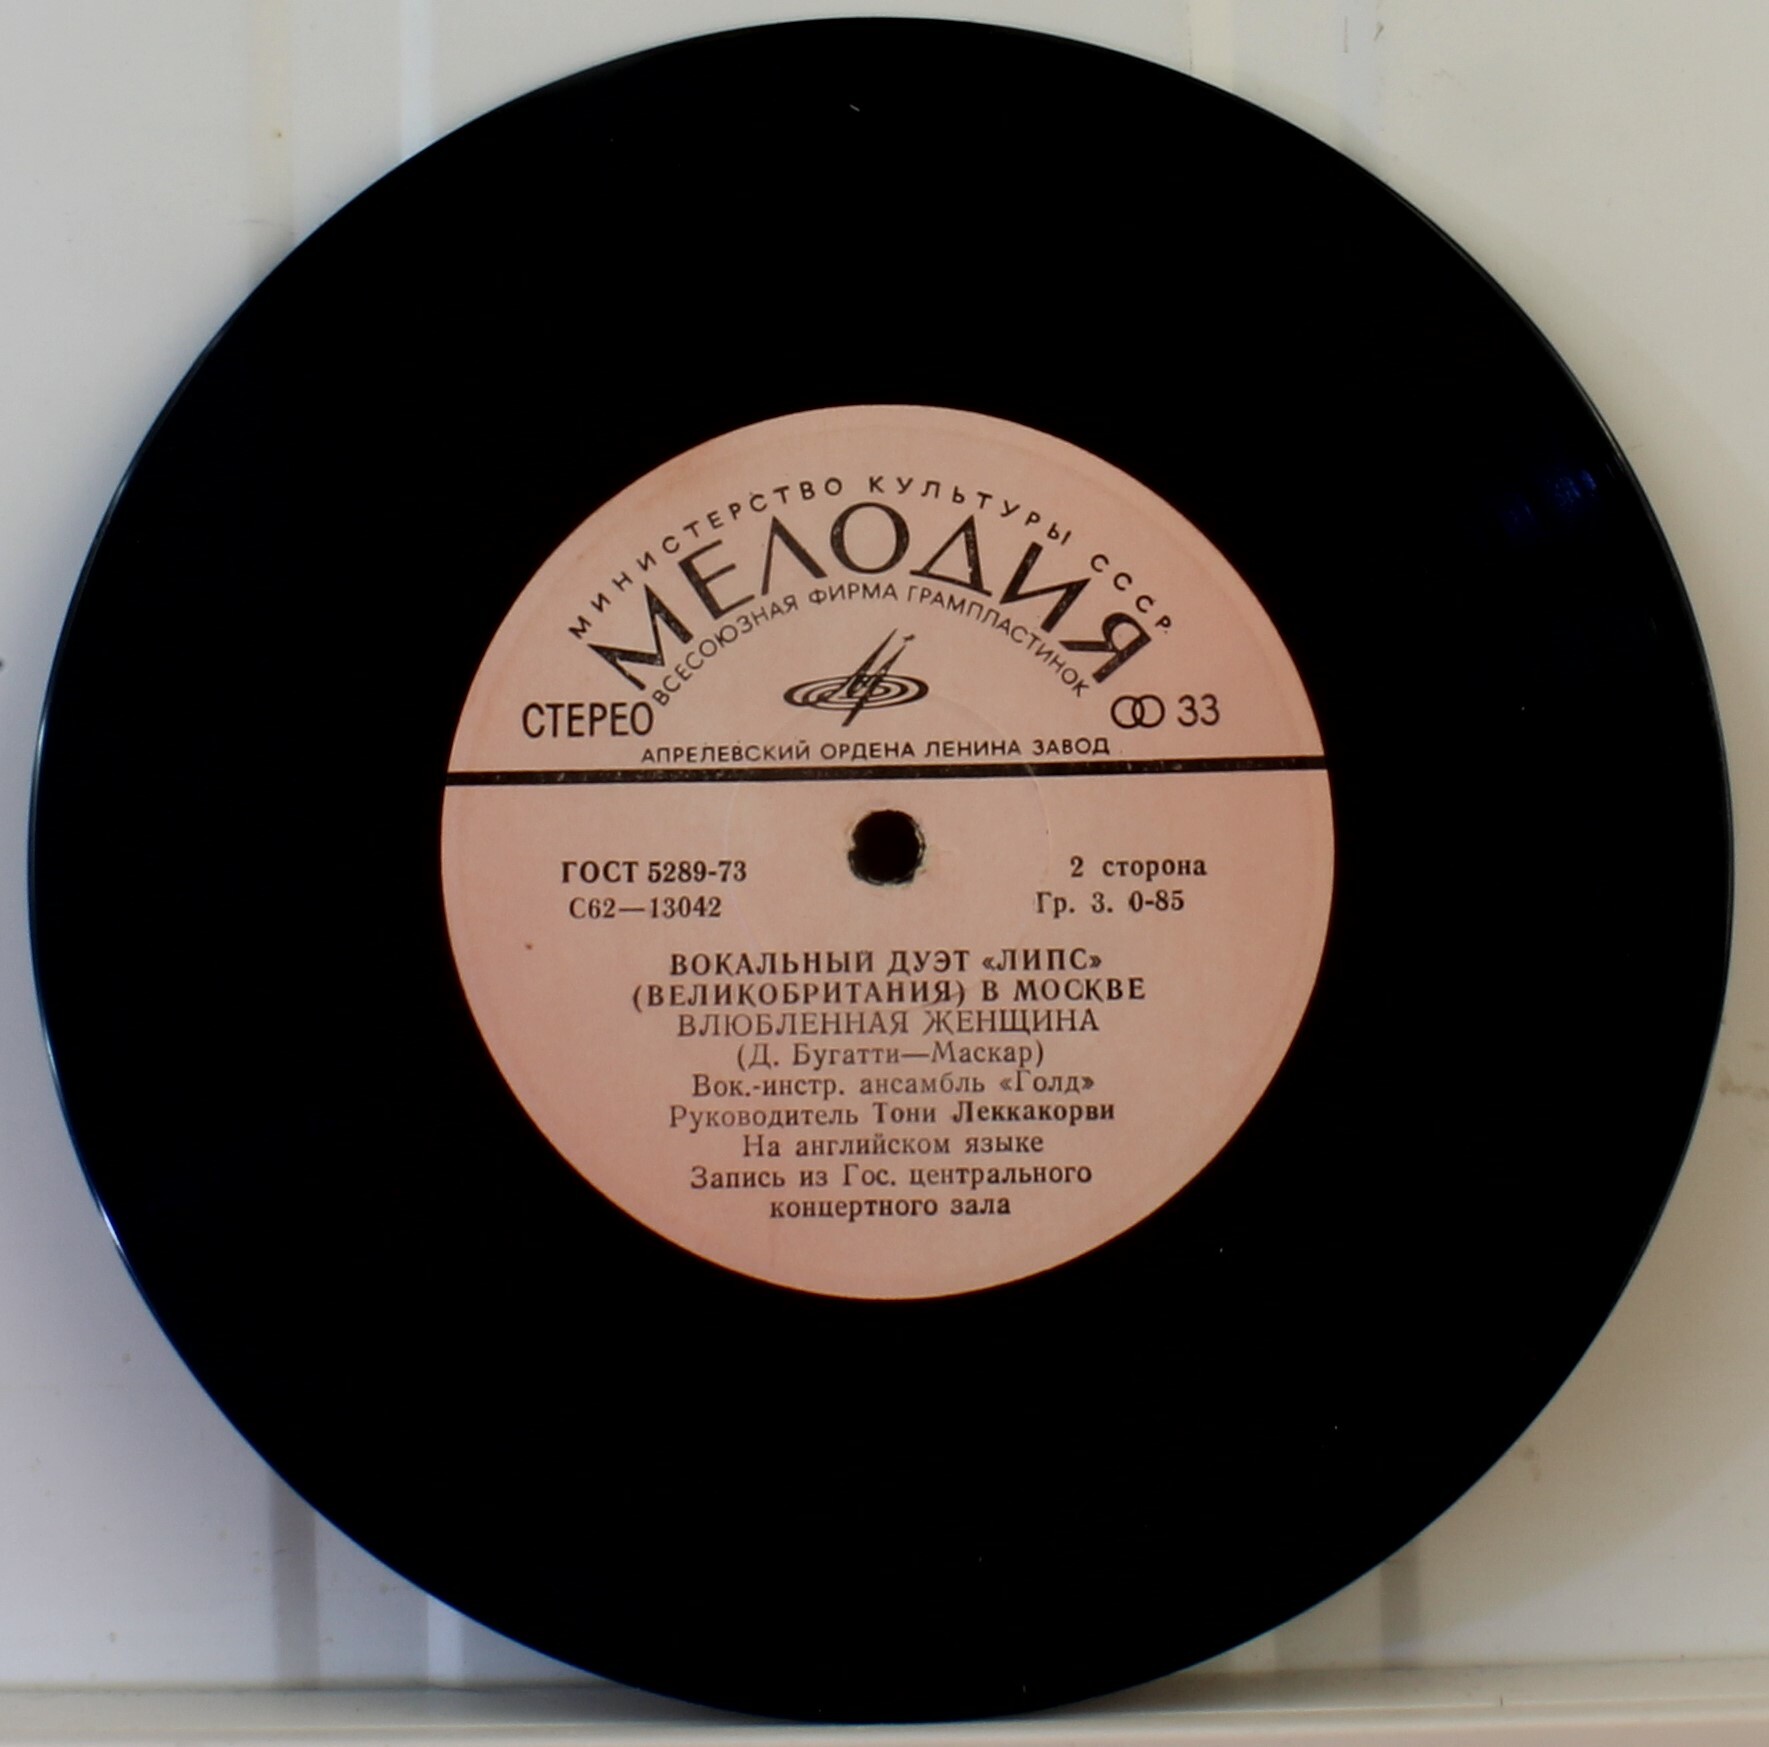 МИНИСТЕРСТВО КУЛЬТУРЫ СССР
МЕЛОДИЯ
ВСЕСОЮЗНАЯ ФИРМА ГРАМПЛАСТИНОК
СТЕРЕО
33
АПРЕЛЕВСКИЙ ОРДЕНА ЛЕНИНА ЗАВОД
ГОСТ 5289-73
2 сторона
С62—13042
Гр. 3. 0-85
ВОКАЛЬНЫЙ ДУЭТ «ЛИПС»
(ВЕЛИКОБРИТАНИЯ) В МОСКВЕ
ВЛЮБЛЕННАЯ ЖЕНЩИНА
(Д. Бугатти—Маскар)
Вок.-инстр. ансамбль «Голд»
Руководитель Тони Леккакорви
На английском языке
Запись из Гос. центрального
концертного зала